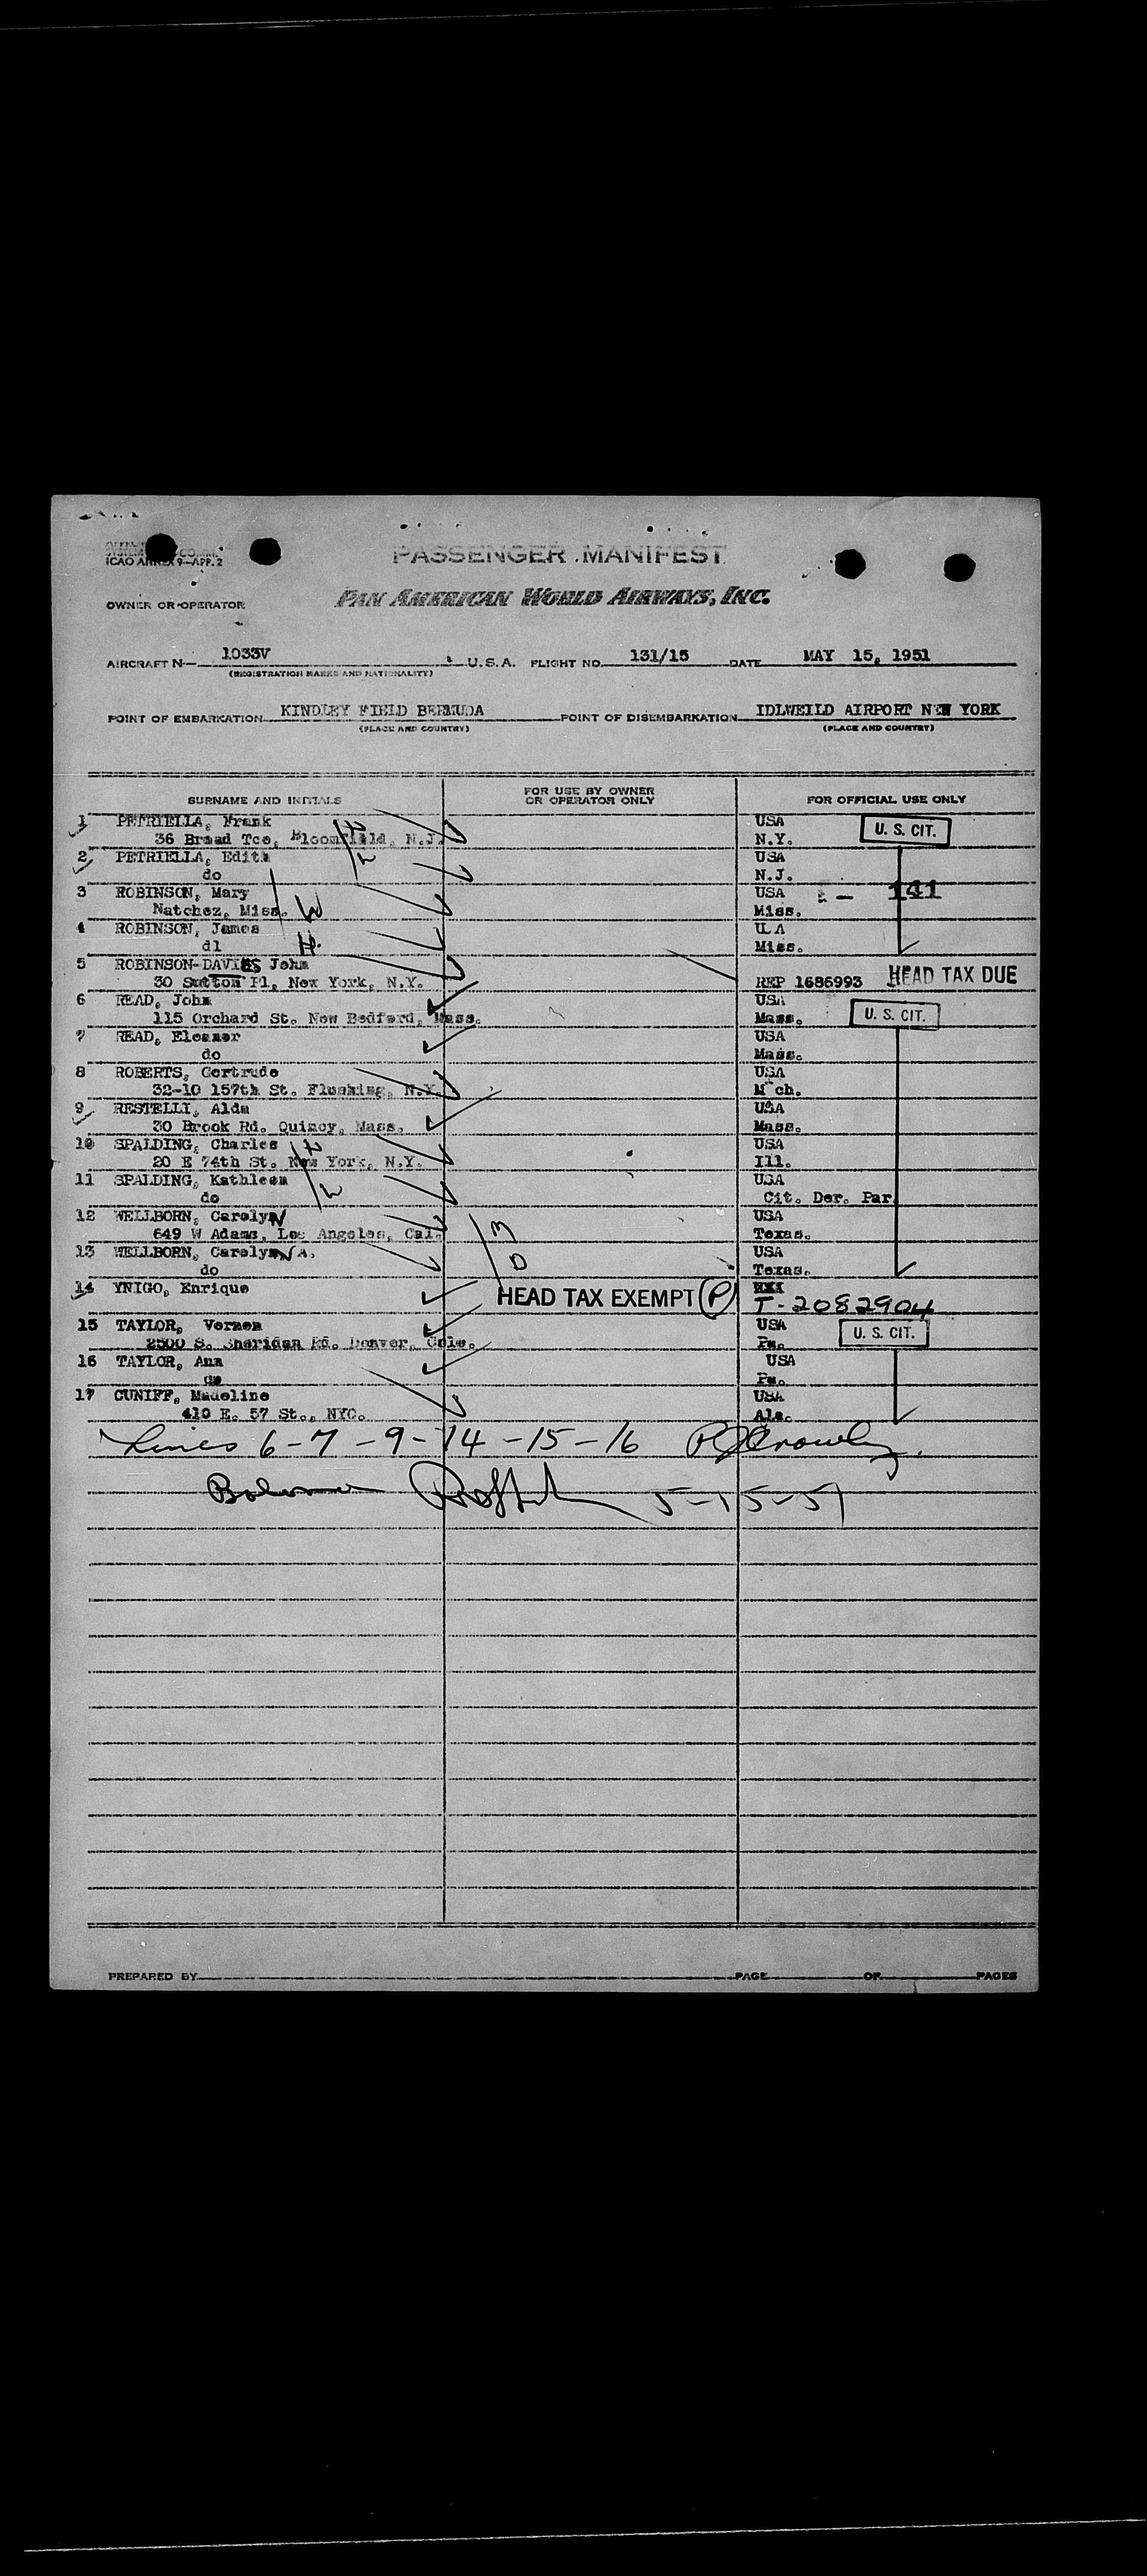 ICAO ANNEX 9—APP. 2
PASSENGER MANIFEST
PAN AMERICAN WORLD AIRWAYS, INC.
OWNER OR OPERATOR
AIRCRAFT N— 1033V U.S.A. FLIGHT NO. 131/15 DATE MAY 15, 1951
(REGISTRATION MARKS AND NATIONALITY)
POINT OF EMBARKATION KINDLEY FIELD BERMUDA POINT OF DISEMBARKATION IDLWEILD AIRPORT NEW YORK
(PLACE AND COUNTRY) (PLACE AND COUNTRY)
SURNAME AND INITIALS FOR USE BY OWNER OR OPERATOR ONLY FOR OFFICIAL USE ONLY
1 PETRIELLA, Frank USA U. S. CIT.
36 Broad Tce, Bloomfield, N.J. N.Y.
2 PETRIELLA, Edith USA
do N.J.
3 ROBINSON, Mary USA 141
Natchez, Miss. W Miss.
4 ROBINSON, James U A
dl H. Miss.
5 ROBINSON-DAVIES John
30 Sutton Pl, New York, N.Y. REP 1686993 HEAD TAX DUE
6 READ, John USA U. S. CIT.
115 Orchard St. New Bedford, Mass. Mass.
7 READ, Eleanor USA
do Mass.
8 ROBERTS, Gertrude USA
32-10 157th St. Flushing, N.Y. M ch.
9 RESTELLI, Alda USA
30 Brook Rd. Quincy, Mass. Mass.
10 SPALDING, Charles H USA
20 E 74th St. New York, N.Y. Ill.
11 SPALDING, Kathleen W USA
do Cit. Der. Par.
12 WELLBORN, Carolyn USA
649 W Adams, Los Angeles, Cal. M Texas.
13 WELLBORN, Carolyn A. D USA
do Texas.
14 YNIGO, Enrique HEAD TAX EXEMPT (P)
T-2082904
15 TAYLOR, Vernon USA U. S. CIT.
2500 S. Sheridan Rd. Denver, Colo. Pa.
16 TAYLOR, Ann USA
do Pa.
17 CUNIFF, Madeline USA
410 E. 57 St., NYC. Ala.
Lines 6-7-9-14-15-16 P J Crowley
5-15-51
PREPARED BY PAGE OF PAGES